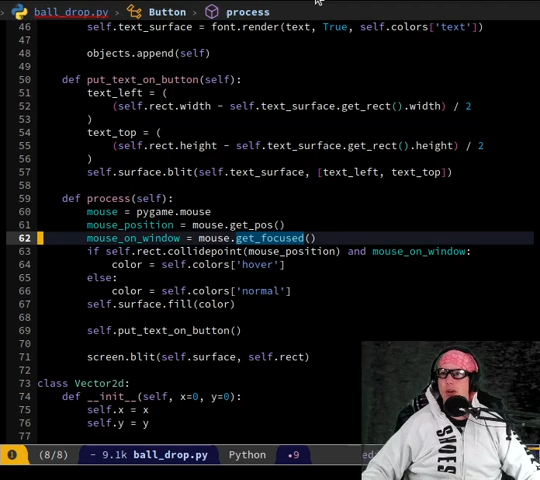 ball_drop.py > Button > process
46 self.text_surface = font.render(text, True, self.colors['text'])
47
48 objects.append(self)
49
50 def put_text_on_button(self):
51 text_left = (
52 (self.rect.width - self.text_surface.get_rect().width) / 2
53 )
54 text_top = (
55 (self.rect.height - self.text_surface.get_rect().height) / 2
56 )
57 self.surface.blit(self.text_surface, [text_left, text_top])
58
59 def process(self):
60 mouse = pygame.mouse
61 mouse_position = mouse.get_pos()
62 mouse_on_window = mouse.get_focused()
63 if self.rect.collidepoint(mouse_position) and mouse_on_window:
64 color = self.colors['hover']
65 else:
66 color = self.colors['normal']
67 self.surface.fill(color)
68
69 self.put_text_on_button()
70
71 screen.blit(self.surface, self.rect)
72
73 class Vector2d:
74 def __init__(self, x=0, y=0):
75 self.x = x
76 self.y = y
77
(8/8) - 9.1k ball_drop.py Python •9
SHOES